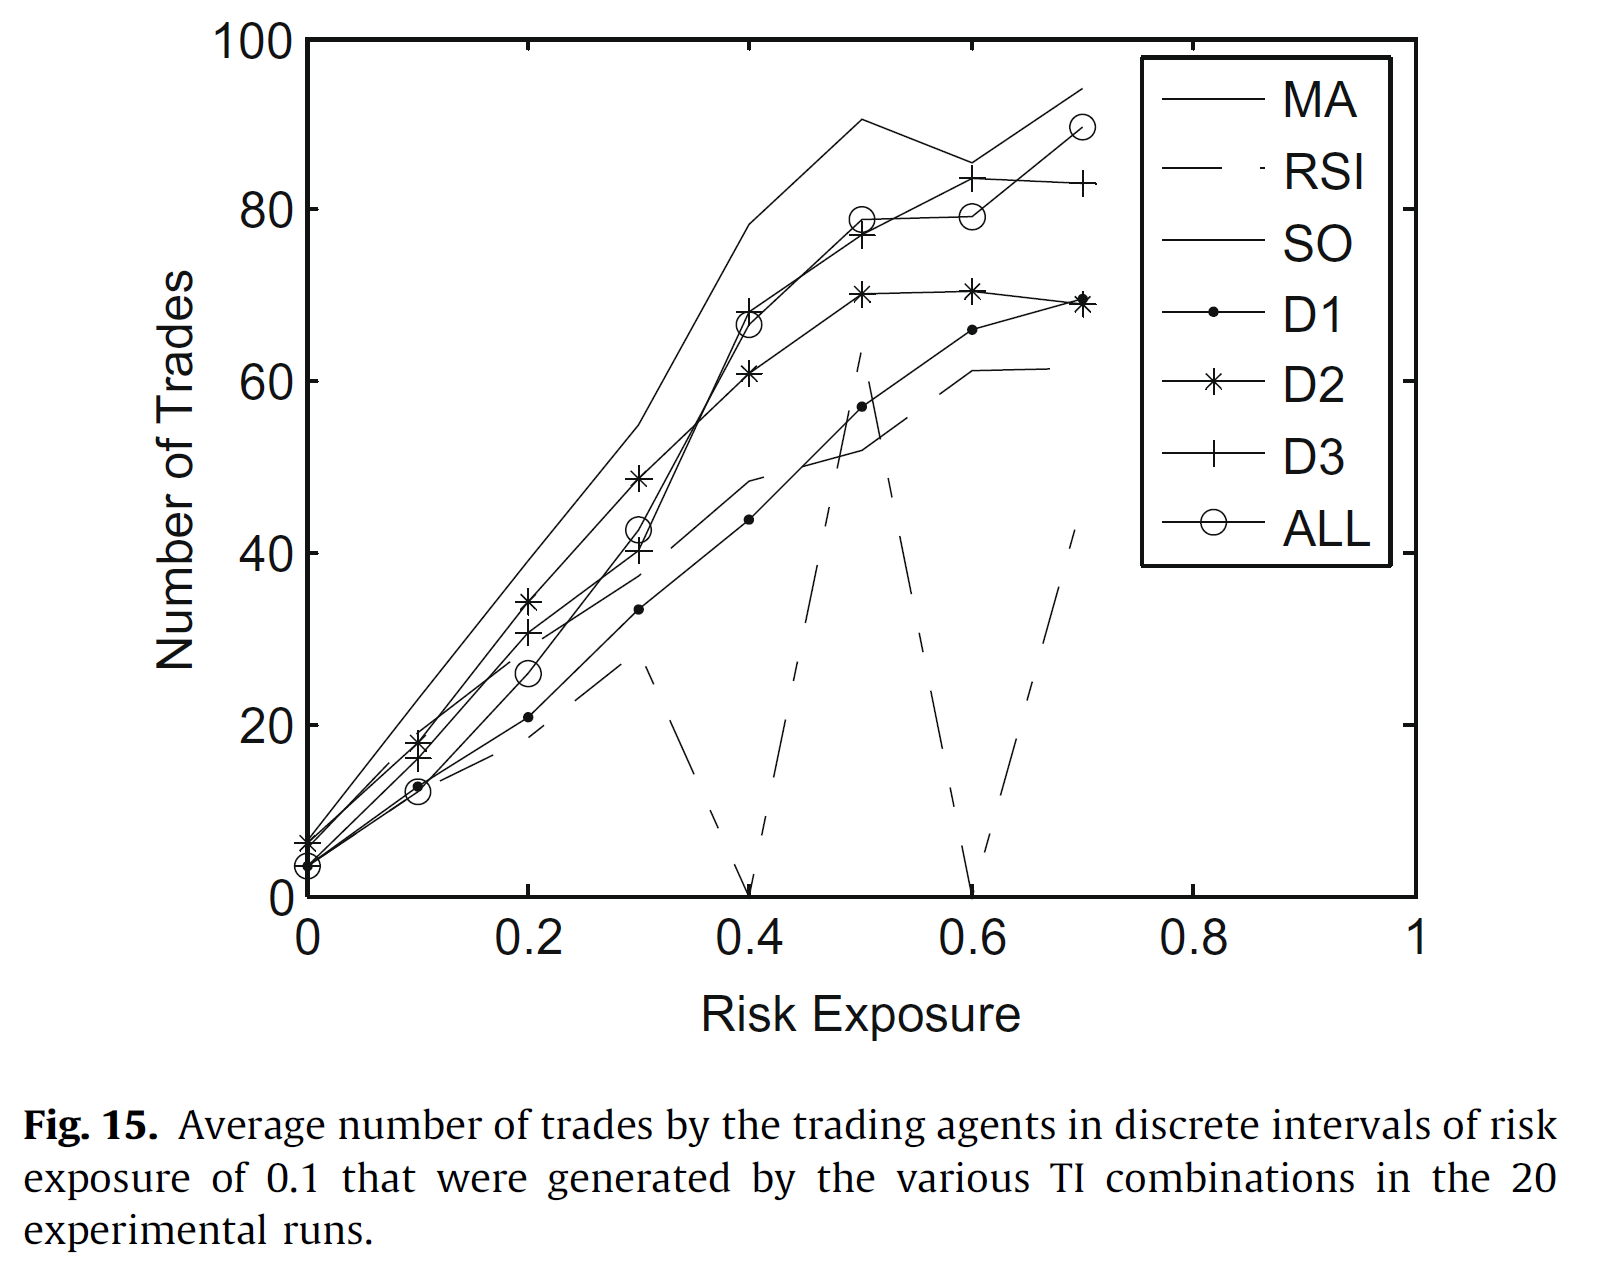 100
80
60
40
20
0
Number of Trades
0 0.2 0.4 0.6 0.8 1
Risk Exposure
MA
RSI
SO
D1
D2
D3
ALL
Fig. 15. Average number of trades by the trading agents in discrete intervals of risk
exposure of 0.1 that were generated by the various TI combinations in the 20
experimental runs.